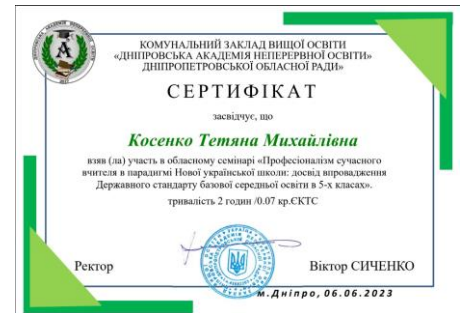 КОМУНАЛЬНИЙ ЗАКЛАД ВИЩОЇ ОСВІТИ
«ДНІПРОВСЬКА АКАДЕМІЯ НЕПЕРЕРВНОЇ ОСВІТИ»
ДНІПРОПЕТРОВСЬКОЇ ОБЛАСНОЇ РАДИ»
СЕРТИФІКАТ
засвідчує, що
Косенко Тетяна Михайлівна
взяв (ла) участь в обласному семінарі «Професіоналізм сучасного
вчителя в парадигмі Нової української школи: досвід впровадження
Державного стандарту базової середньої освіти в 5-х класах».
тривалість 2 годин /0.07 кр.ЄКТС
Ректор
Віктор СИЧЕНКО
м.Дніпро, 06.06.2023